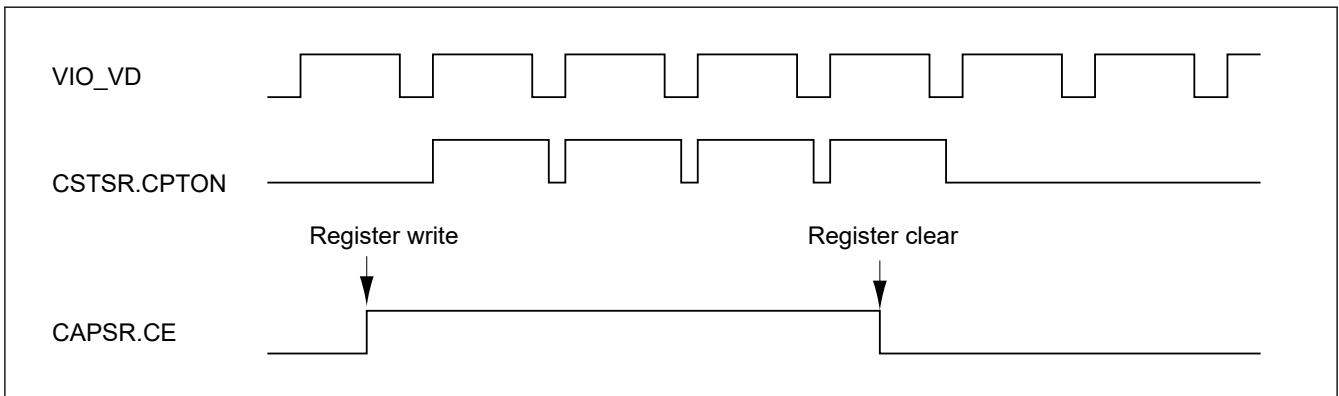 VIO_VD
CSTSR.CPTON
Register write
Register clear
CAPSR.CE